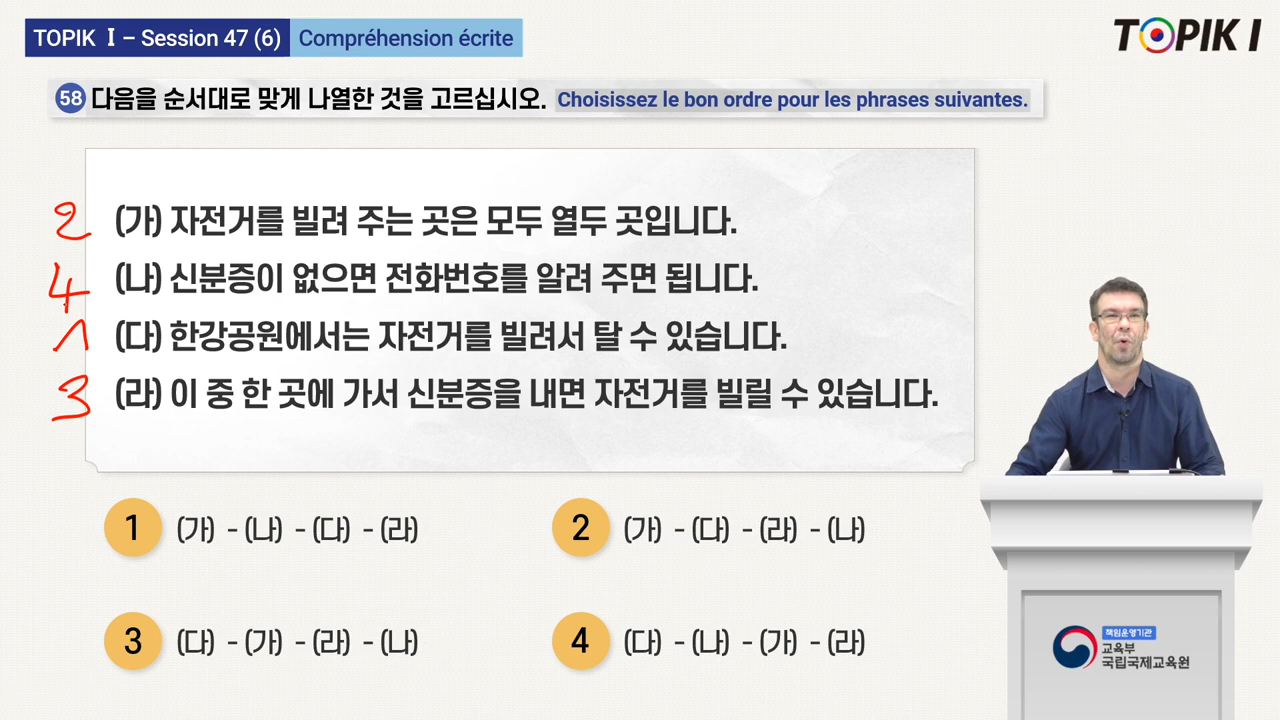 TOPIK Ⅰ – Session 47 (6) Compréhension écrite
TOPIK I
58 다음을 순서대로 맞게 나열한 것을 고르십시오. Choisissez le bon ordre pour les phrases suivantes.
2 (가) 자전거를 빌려 주는 곳은 모두 열두 곳입니다.
4 (나) 신분증이 없으면 전화번호를 알려 주면 됩니다.
1 (다) 한강공원에서는 자전거를 빌려서 탈 수 있습니다.
3 (라) 이 중 한 곳에 가서 신분증을 내면 자전거를 빌릴 수 있습니다.
1 (가) - (나) - (다) - (라)
2 (가) - (다) - (라) - (나)
3 (다) - (가) - (라) - (나)
4 (다) - (나) - (가) - (라)
책임운영기관
교육부
국립국제교육원